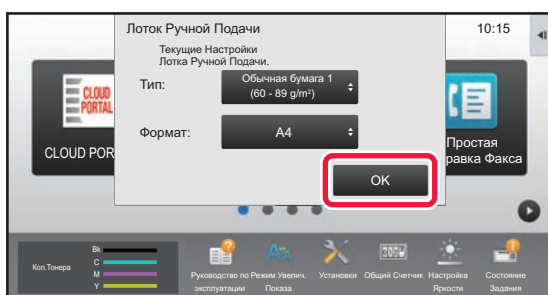 Лоток Ручной Подачи
10:15
Текущие Настройки
Лотка Ручной Подачи.
Тип:
Обычная бумага 1
(60 - 89 g/m²)
Формат:
A4
OK
CLOUD
PORTAL
CLOUD POR
Простая
равка Факса
Кол.Тонера
Bk
C
M
Y
Руководство по
эксплуатации
Режим Увелич.
Показа
Установки
Общий Счетчик
Настройка
Яркости
Состояние
Задания